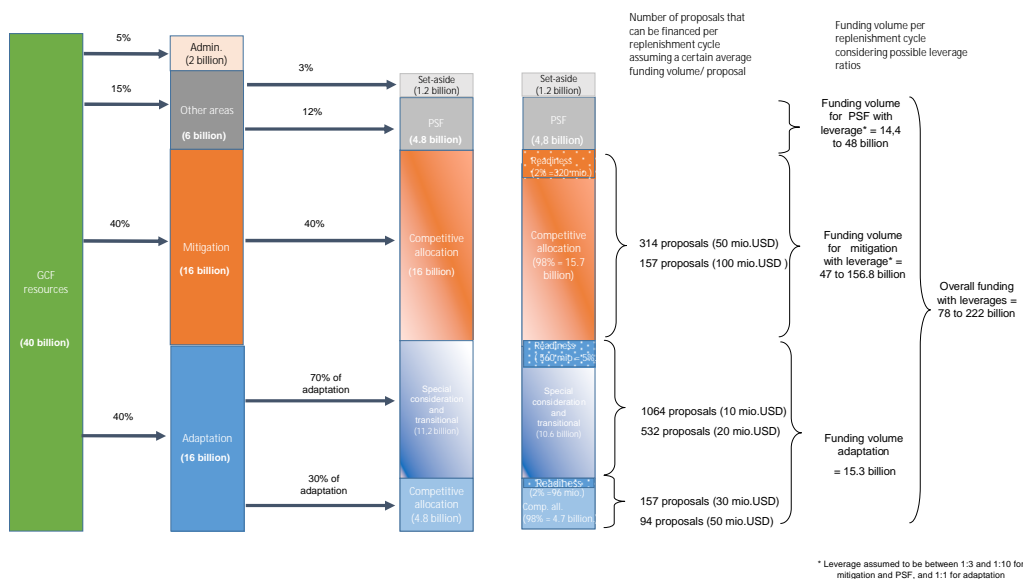 Number of proposals that
can be financed per
replenishment cycle
assuming a certain average
funding volume/ proposal
Funding volume per
replenishment cycle
considering possible leverage
ratios
GCF
resources
(40 billion)
5%
15%
40%
40%
Admin.
(2 billion)
Other areas
(6 billion)
Mitigation
(16 billion)
Adaptation
(16 billion)
3%
12%
40%
70% of
adaptation
30% of
adaptation
Set-aside
(1.2 billion)
PSF
(4.8 billion)
Competitive
allocation
(16 billion)
Special
consideration
and
transitional
(11,2 billion)
Competitive
allocation
(4.8 billion)
Set-aside
(1.2 billion)
PSF
(4,8 billion)
Readiness
(2% =320 mio.)
Competitive
allocation
(98% = 15.7
billion)
Readiness
( 560 mio = 5%
Special
consideration
and
transitional
(10.6 billion)
Readiness
(2% =96 mio.)
Comp. all.
(98% = 4.7 billion)
314 proposals (50 mio.USD)
157 proposals (100 mio.USD )
1064 proposals (10 mio.USD)
532 proposals (20 mio.USD)
157 proposals (30 mio.USD)
94 proposals (50 mio.USD)
Funding volume
for PSF with
leverage* = 14,4
to 48 billion
Funding volume
for mitigation
with leverage* =
47 to 156.8 billion
Funding volume
adaptation
= 15.3 billion
Overall funding
with leverages =
78 to 222 billion
* Leverage assumed to be between 1:3 and 1:10 for
mitigation and PSF, and 1:1 for adaptation